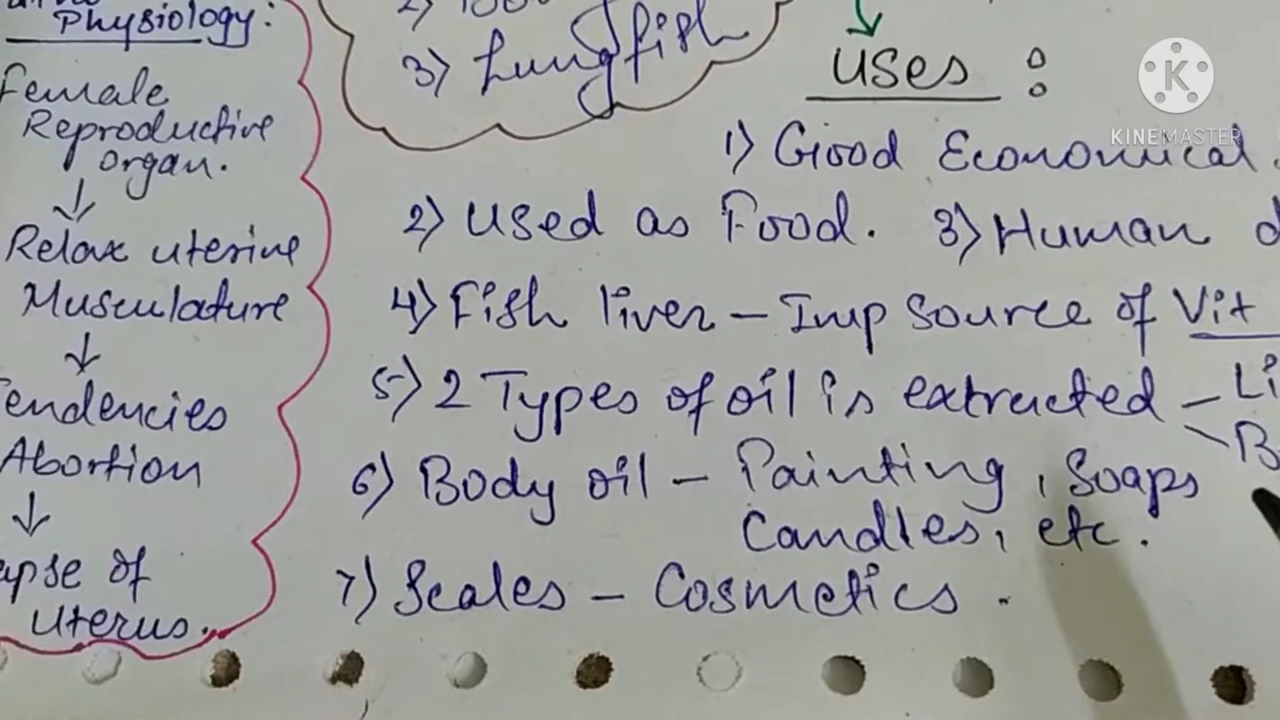 Physiology:
Female
Reproductive
organ.
Relax uterine
Musculature
Tendencies
Abortion
of
Uterus.
3) Lungfish
Uses :
1) Good Economical
2) Used as Food. 3) Human
4) Fish liver - Imp source of Vit
5) 2 Types of oil is extracted - Li
B
6) Body oil - Painting, Soaps
Candles, etc.
7) Scales - Cosmetics.
K
KINEMASTER